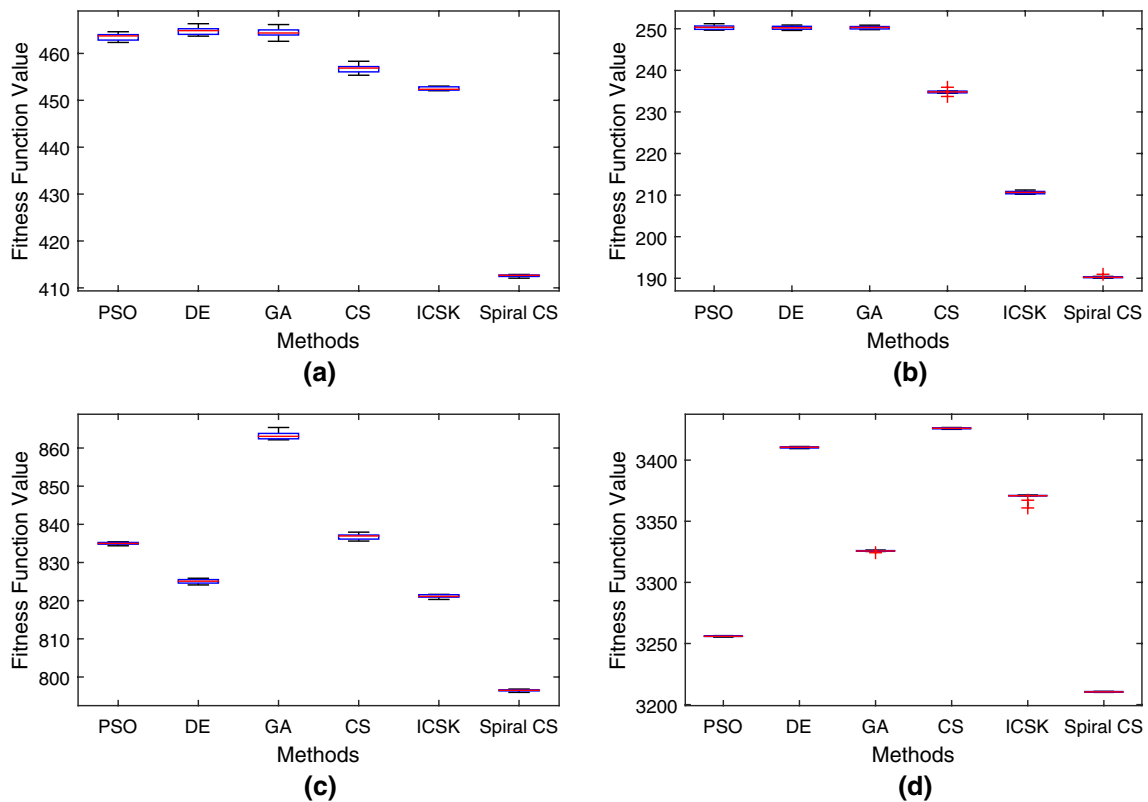 Fitness Function Value
460
450
440
430
420
410
PSO DE GA CS ICSK Spiral CS
Methods
(a)
Fitness Function Value
250
240
230
220
210
200
190
PSO DE GA CS ICSK Spiral CS
Methods
(b)
Fitness Function Value
860
850
840
830
820
810
800
PSO DE GA CS ICSK Spiral CS
Methods
(c)
Fitness Function Value
3400
3350
3300
3250
3200
PSO DE GA CS ICSK Spiral CS
Methods
(d)